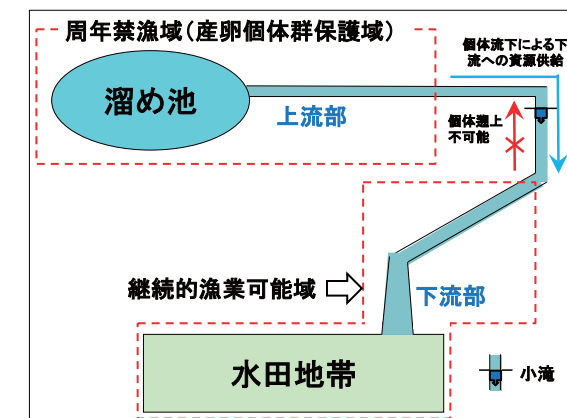 周年禁漁域（産卵個体群保護域）
個体流下による下
流への資源供給
溜め池
上流部
個体遡上
不可能
継続的漁業可能域
下流部
水田地帯
小滝